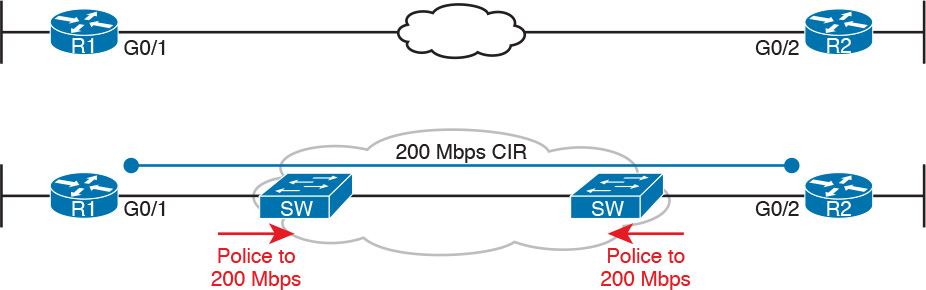 R1
G0/1
G0/2
R2
200 Mbps CIR
R1
G0/1
SW
SW
G0/2
R2
Police to
200 Mbps
Police to
200 Mbps